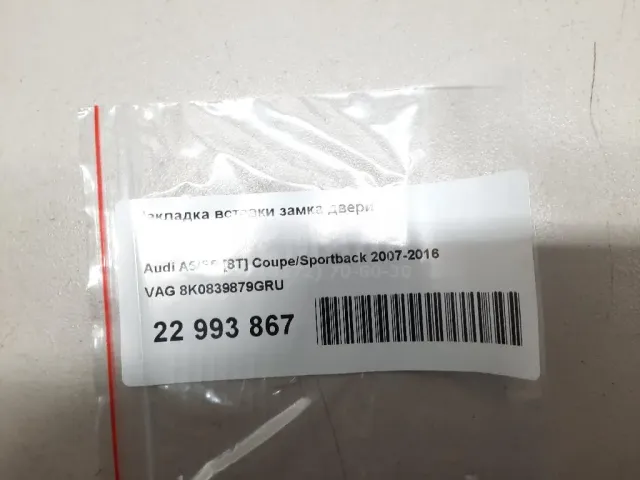 вставки замка двери
Audi A5/S5 [8T] Coupe/Sportback 2007-2016
VAG 8K0839879GRU
22 993 867